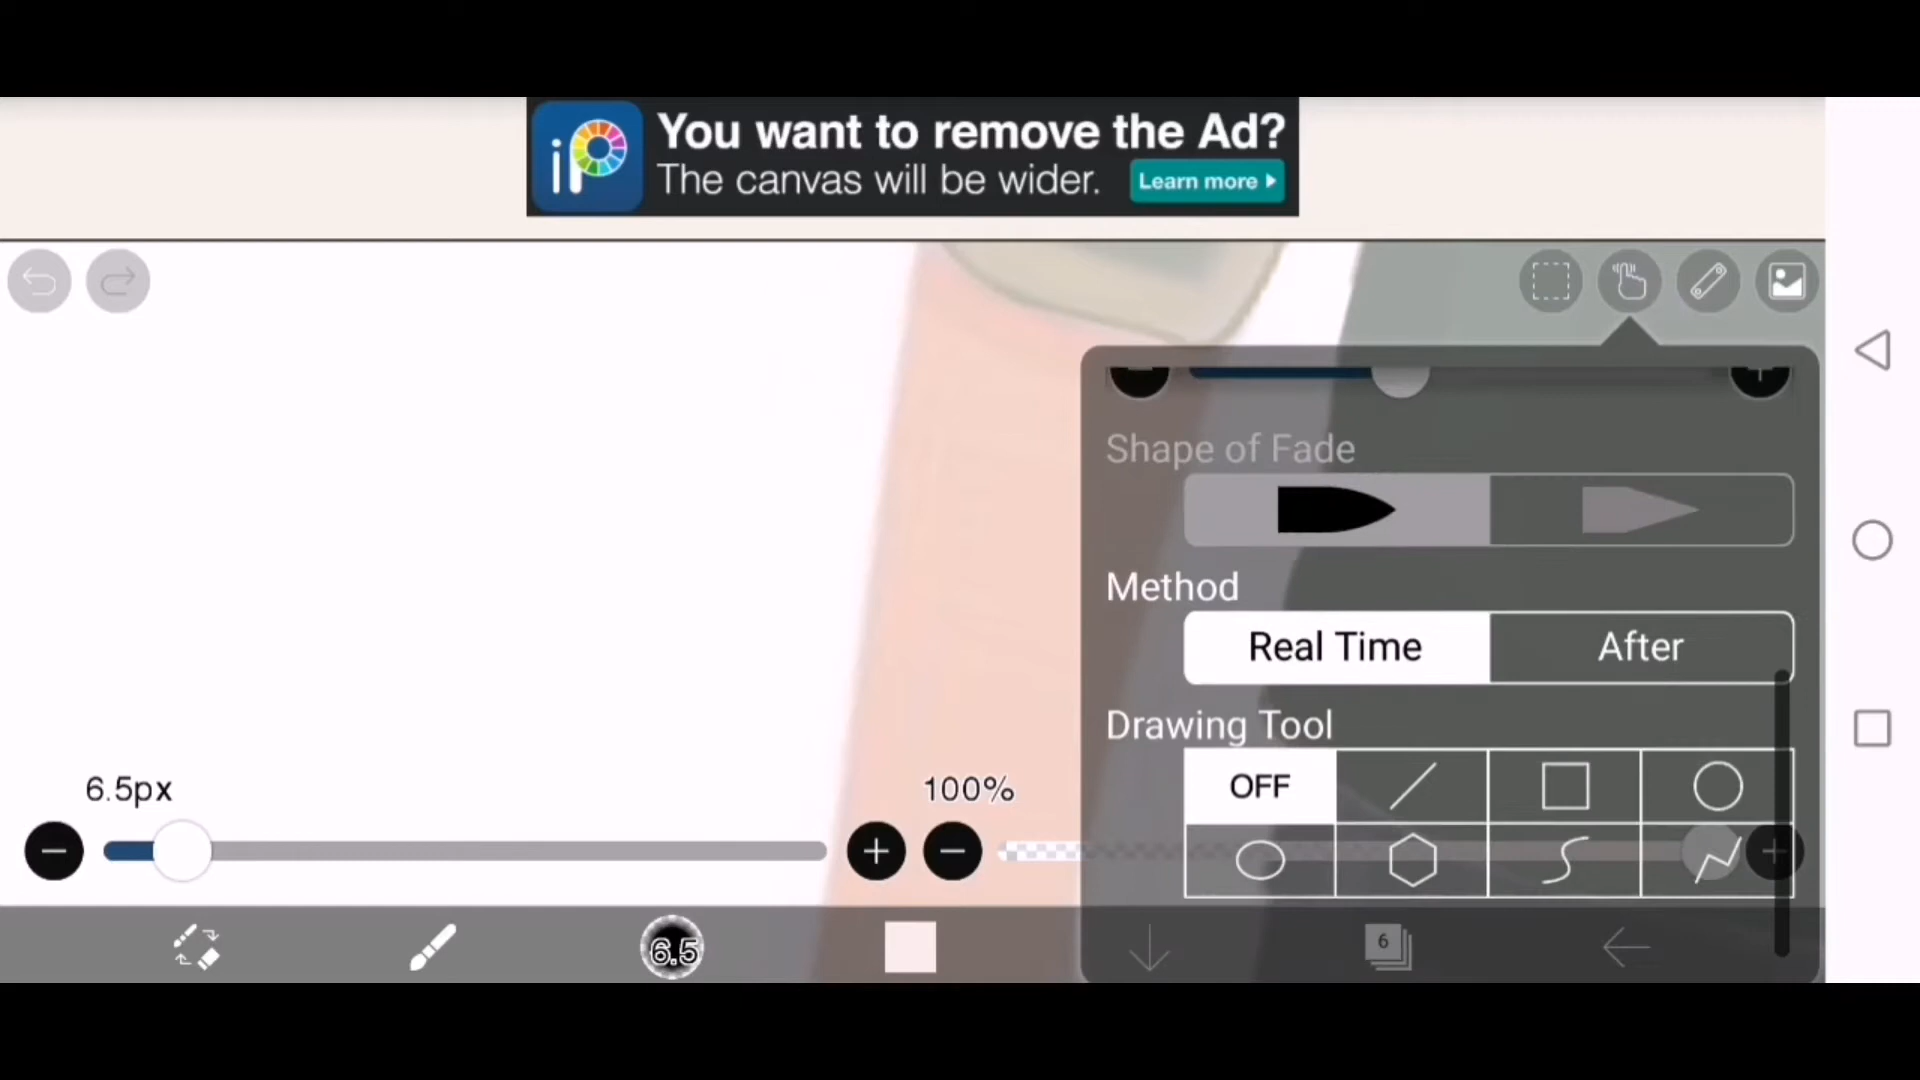 iP
You want to remove the Ad?
The canvas will be wider.
Learn more
Shape of Fade
Method
Real Time
After
Drawing Tool
OFF
6.5px
100%
6.5
6